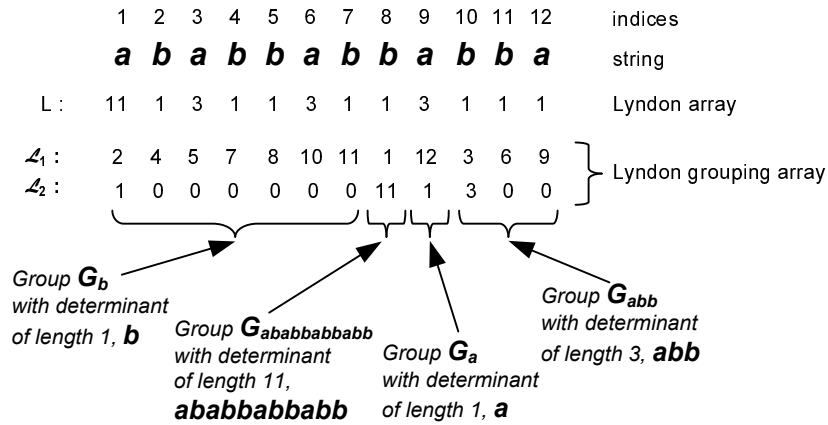 1 2 3 4 5 6 7 8 9 10 11 12 indices
a b a b b a b b a b b a string
L : 11 1 3 1 1 3 1 1 3 1 1 1 Lyndon array
ℒ₁ : 2 4 5 7 8 10 11 1 12 3 6 9
Lyndon grouping array
ℒ₂ : 1 0 0 0 0 0 0 11 1 3 0 0
Group G_b
with determinant
of length 1, b
Group G_ababbabbabb
with determinant
of length 11,
ababbabbabb
Group G_a
with determinant
of length 1, a
Group G_abb
with determinant
of length 3, abb